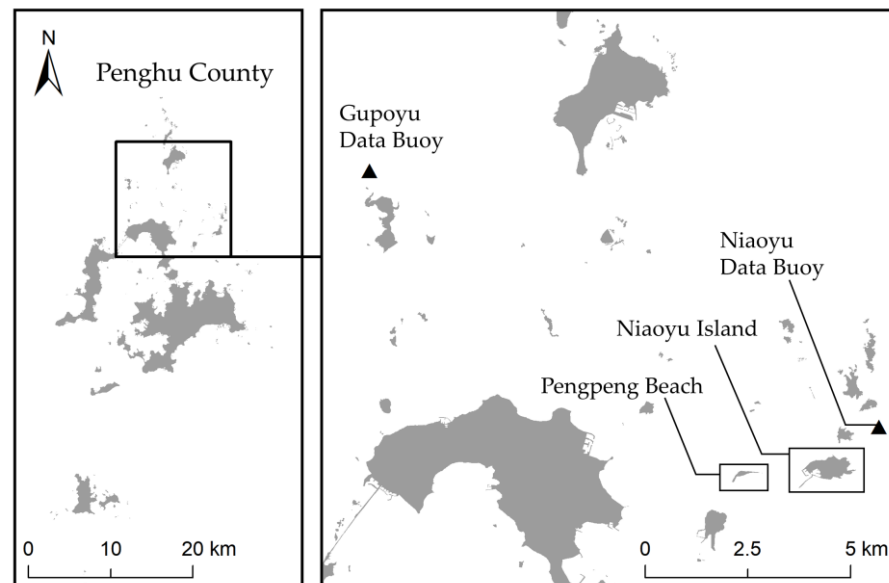 N
Penghu County
0 10 20 km
Gupoyu
Data Buoy
Niaoyu
Data Buoy
Niaoyu Island
Pengpeng Beach
0 2.5 5 km